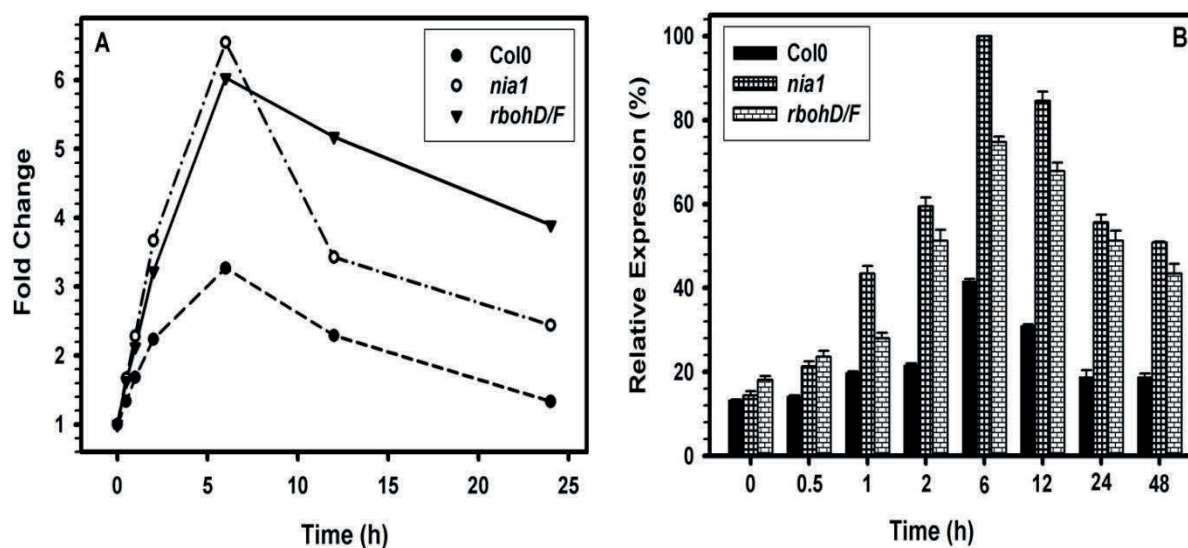 A
Col0
nia1
rbohD/F
Fold Change
6
5
4
3
2
1
0 5 10 15 20 25
Time (h)
B
Col0
nia1
rbohD/F
Relative Expression (%)
100
80
60
40
20
0
0 0.5 1 2 6 12 24 48
Time (h)